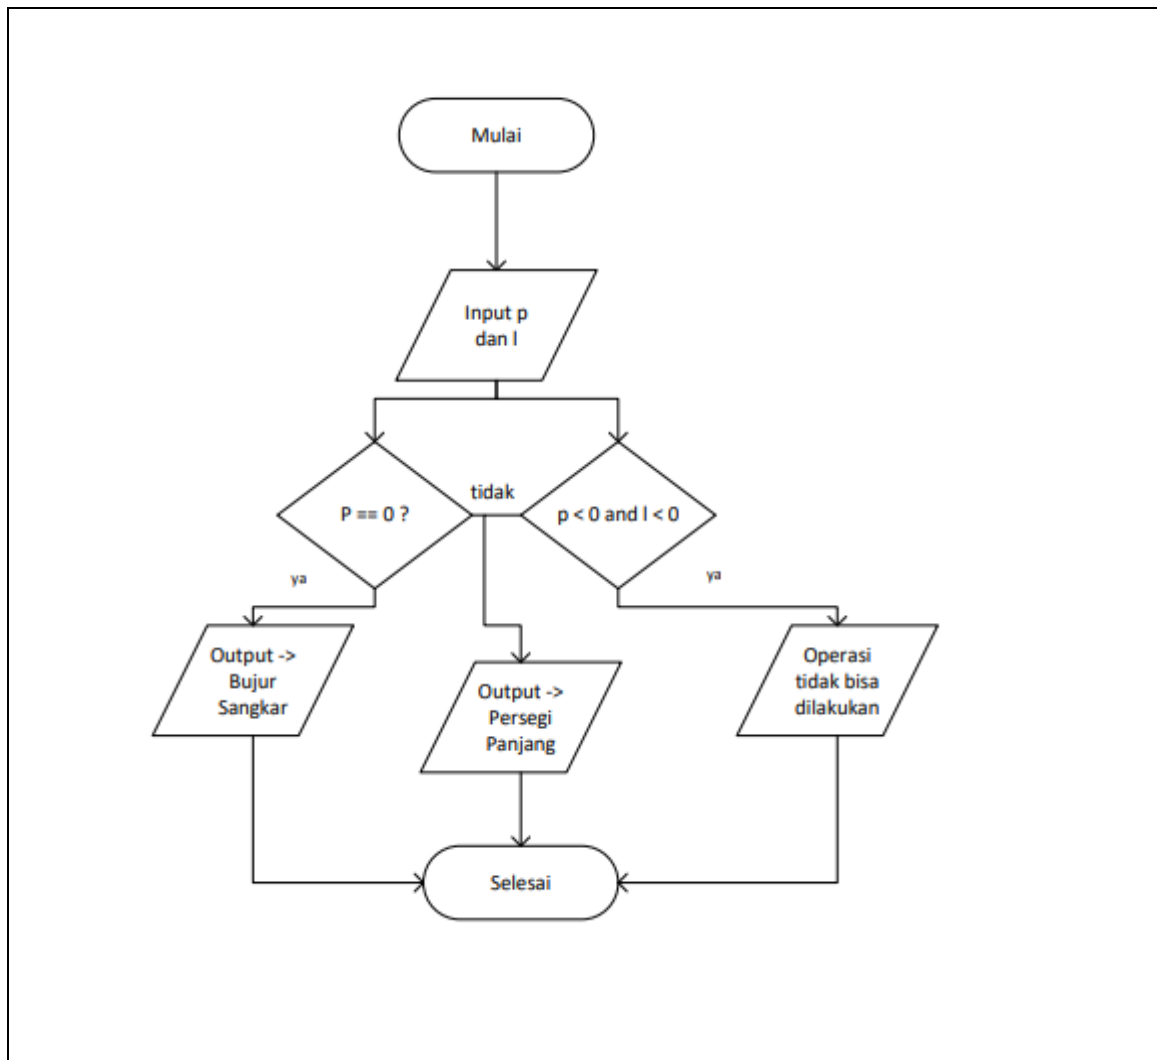 Mulai
Input p
dan l
tidak
P == 0 ?
p < 0 and l < 0
ya
ya
Output ->
Bujur
Sangkar
Output ->
Persegi
Panjang
Operasi
tidak bisa
dilakukan
Selesai